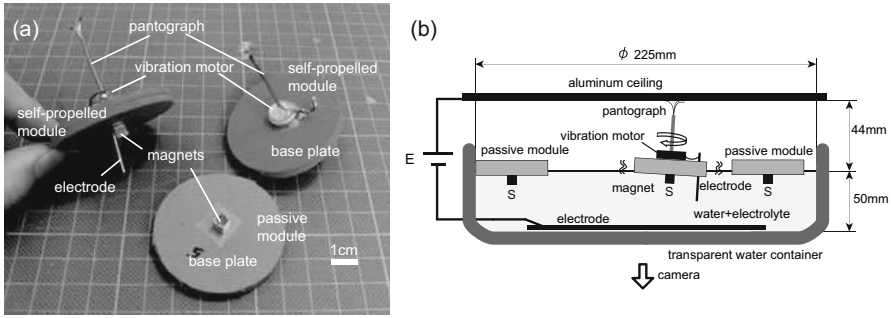 (a)
pantograph
vibration motor
self-propelled
module
self-propelled
module
magnets
electrode
base plate
passive
module
base plate
S
1cm
(b)
ϕ 225mm
aluminum ceiling
pantograph
vibration motor
passive module
passive module
E
44mm
magnet
electrode
S
S
S
water+electrolyte
electrode
50mm
transparent water container
camera